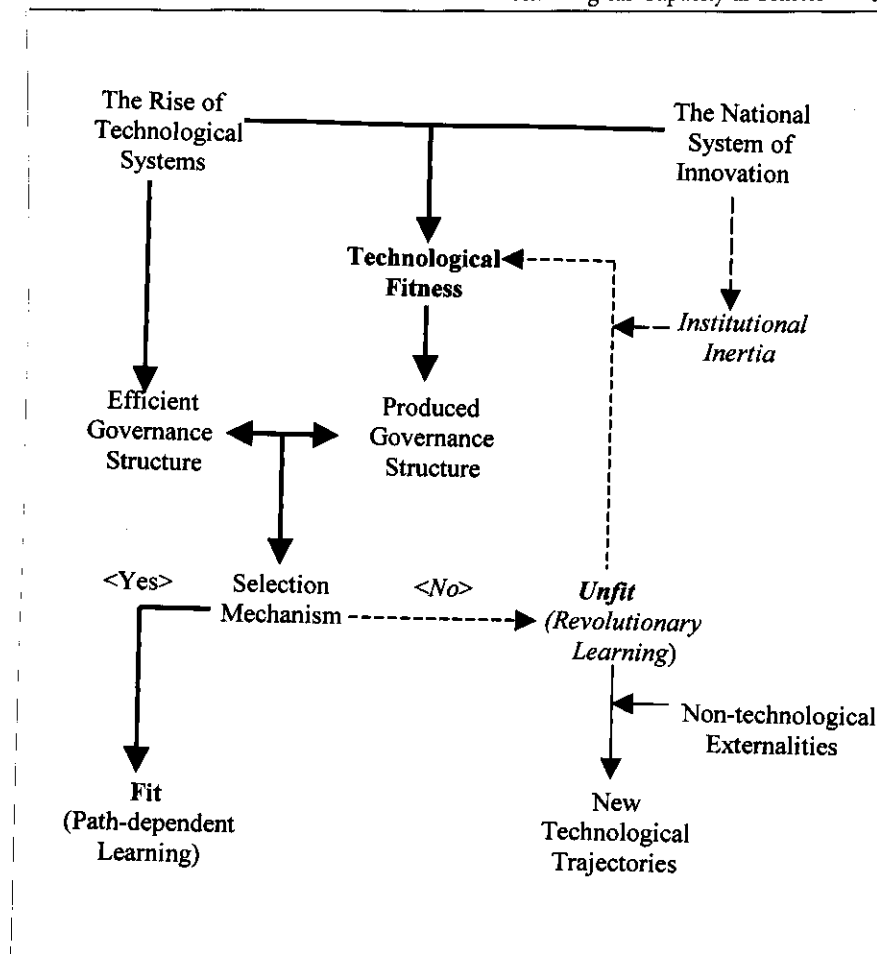 The Rise of
Technological
Systems
The National
System of
Innovation
Technological
Fitness
Institutional
Inertia
Efficient
Governance
Structure
Produced
Governance
Structure
<Yes>
Selection
Mechanism
<No>
Unfit
(Revolutionary
Learning)
Non-technological
Externalities
Fit
(Path-dependent
Learning)
New
Technological
Trajectories